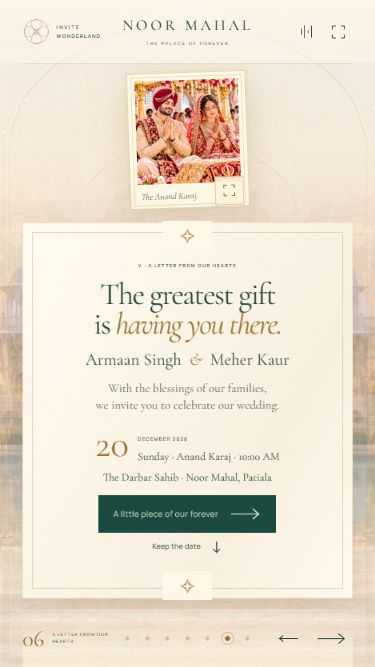 INVITE
WONDERLAND
NOOR MAHAL
THE PALACE OF FOREVER
The Anand Karaj.
V · A LETTER FROM OUR HEARTS
The greatest gift
is having you there.
Armaan Singh & Meher Kaur
With the blessings of our families,
we invite you to celebrate our wedding.
20
DECEMBER 2026
Sunday · Anand Karaj · 10:00 AM
The Darbar Sahib · Noor Mahal, Patiala
A little piece of our forever
Keep the date
06
A LETTER FROM OUR
HEARTS